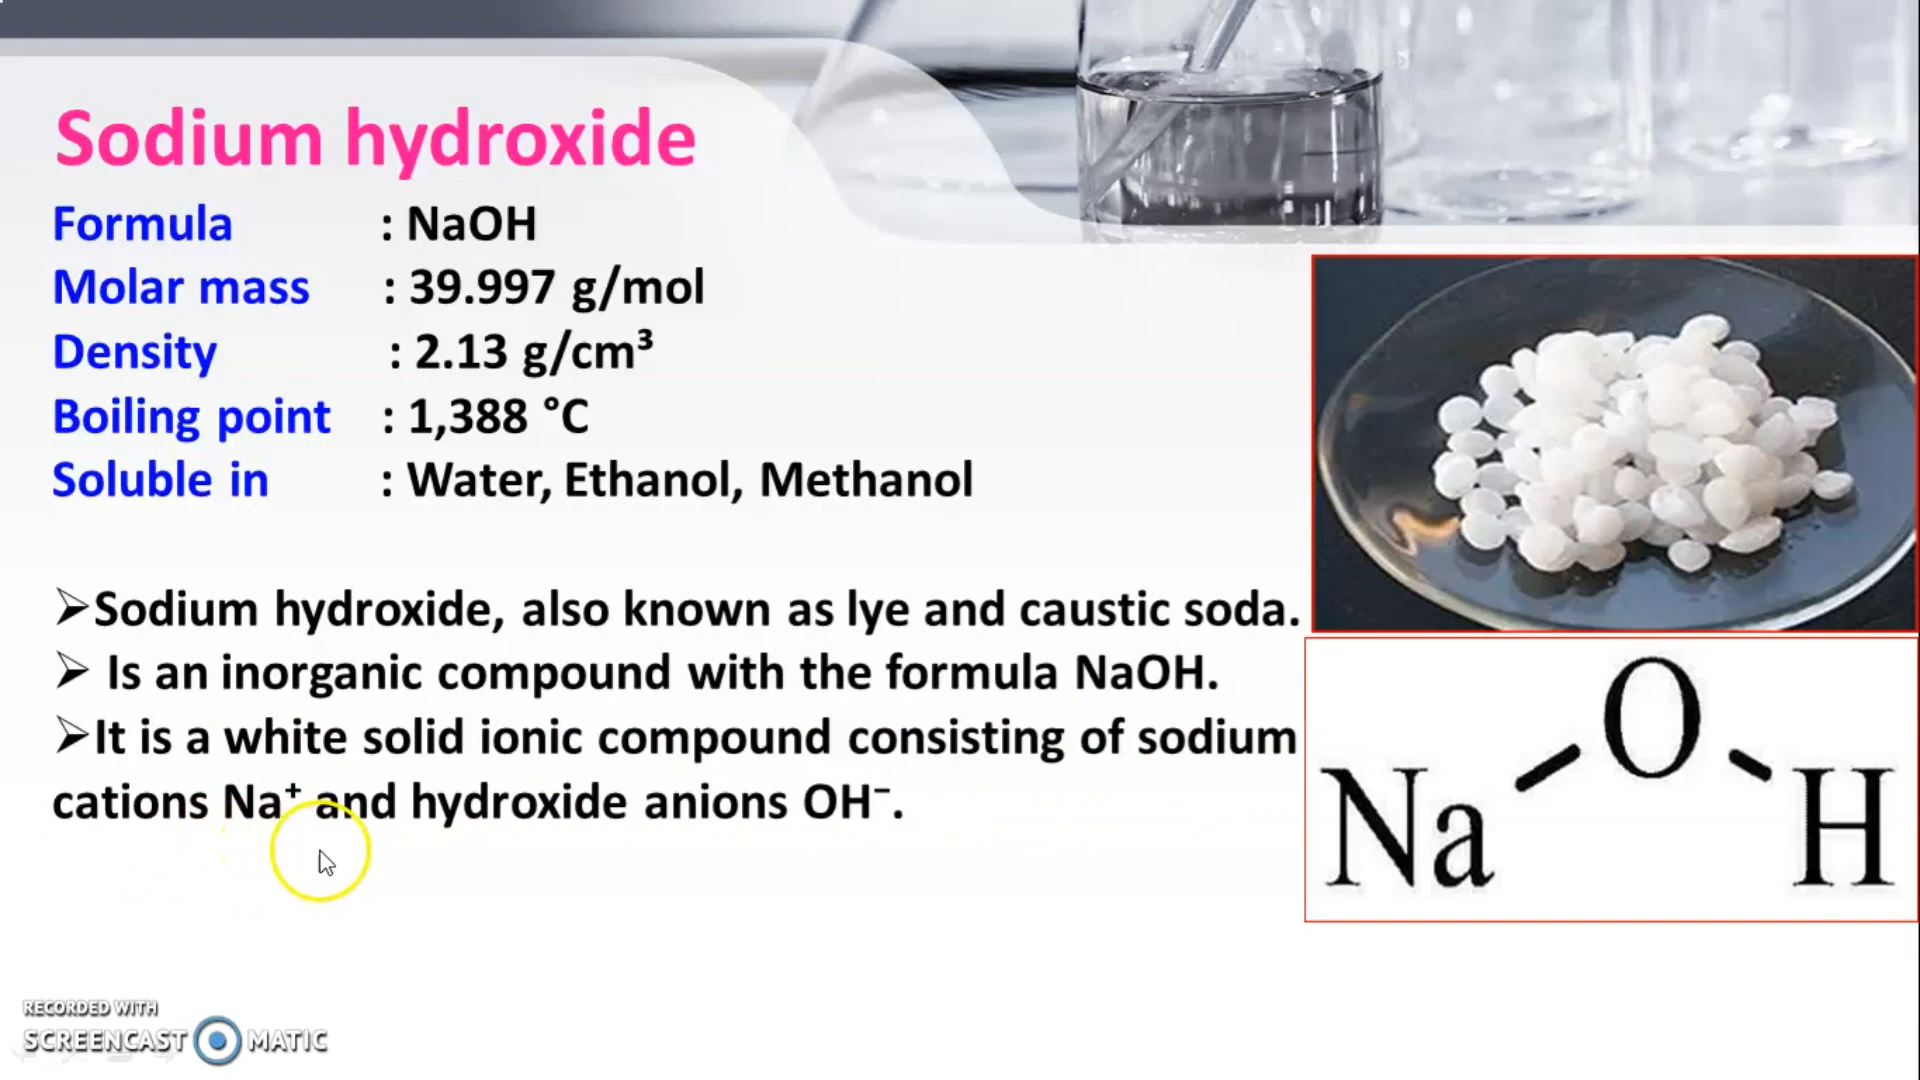 Sodium hydroxide
Formula : NaOH
Molar mass : 39.997 g/mol
Density : 2.13 g/cm³
Boiling point : 1,388 °C
Soluble in : Water, Ethanol, Methanol
➢Sodium hydroxide, also known as lye and caustic soda.
➢ Is an inorganic compound with the formula NaOH.
➢It is a white solid ionic compound consisting of sodium
cations Na⁺ and hydroxide anions OH⁻.
Na O H
RECORDED WITH
SCREENCAST MATIC